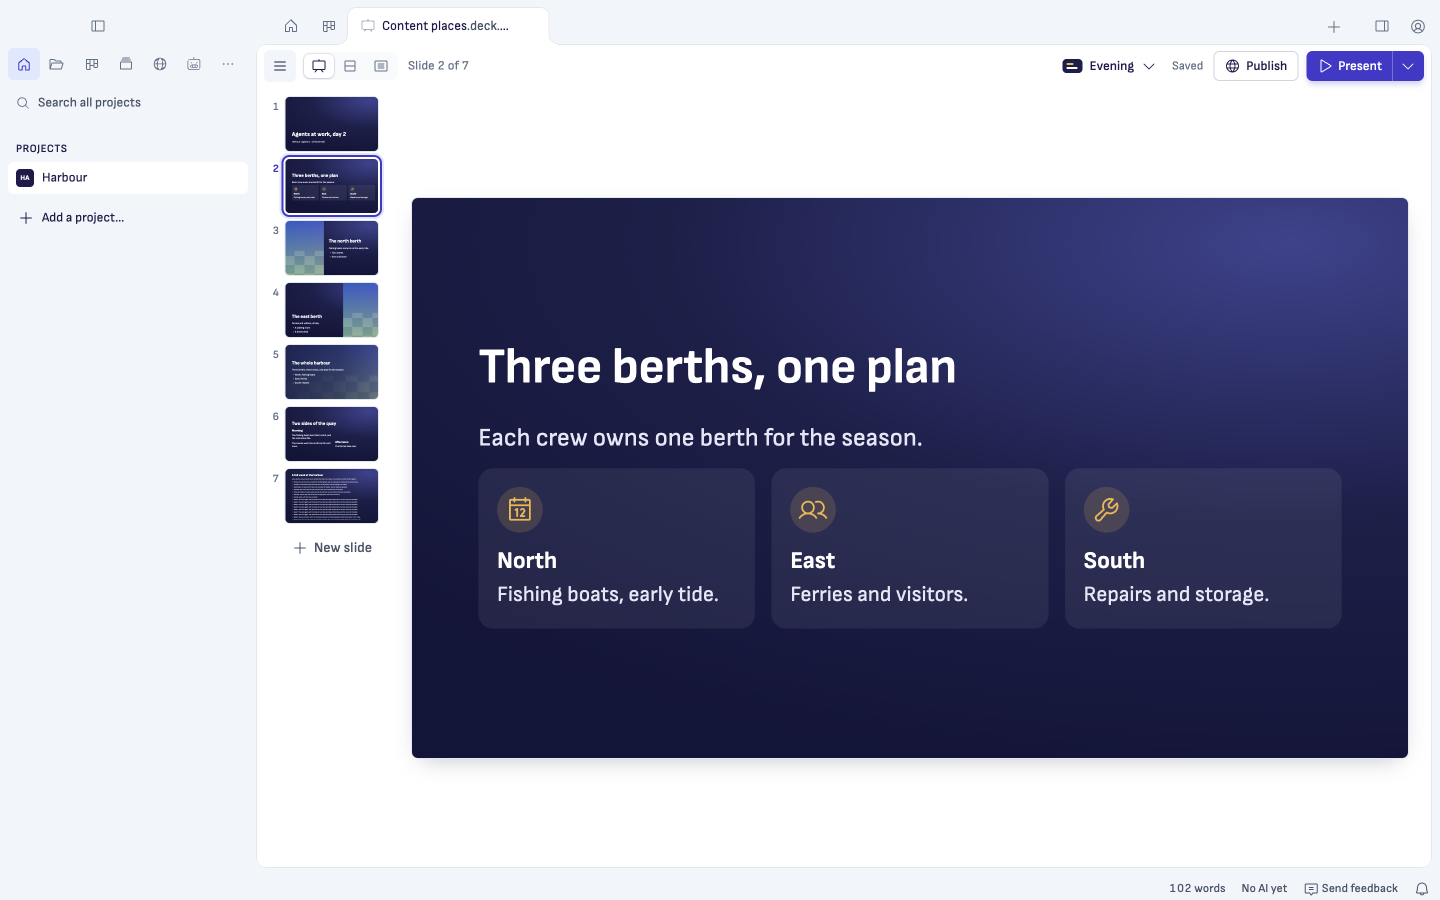 Content places.deck....
Slide 2 of 7
Evening
Saved
Publish
Present
Search all projects
PROJECTS
HA
Harbour
Add a project...
1
Agents at work, day 2
2
Three berths, one plan
3
The north berth
4
The east berth
5
The whole harbour
6
Two sides of the quay
7
New slide
Three berths, one plan
Each crew owns one berth for the season.
12
North
Fishing boats, early tide.
East
Ferries and visitors.
South
Repairs and storage.
102 words
No AI yet
Send feedback